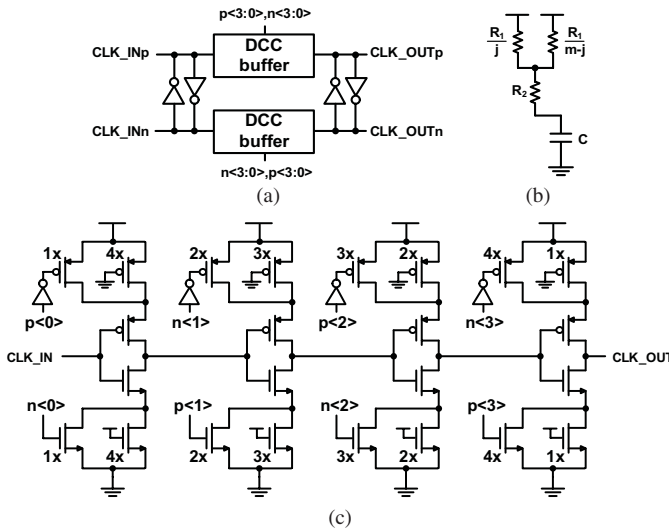 p<3:0>,n<3:0>
CLK_INp
DCC
buffer
CLK_OUTp
CLK_INn
DCC
buffer
CLK_OUTn
n<3:0>,p<3:0>
(a)
R1
j
R1
m-j
R2
C
(b)
1x 4x 2x 3x 3x 2x 4x 1x
p<0> n<1> p<2> n<3>
CLK_IN CLK_OUT
n<0> p<1> n<2> p<3>
1x 4x 2x 3x 3x 2x 4x 1x
(c)